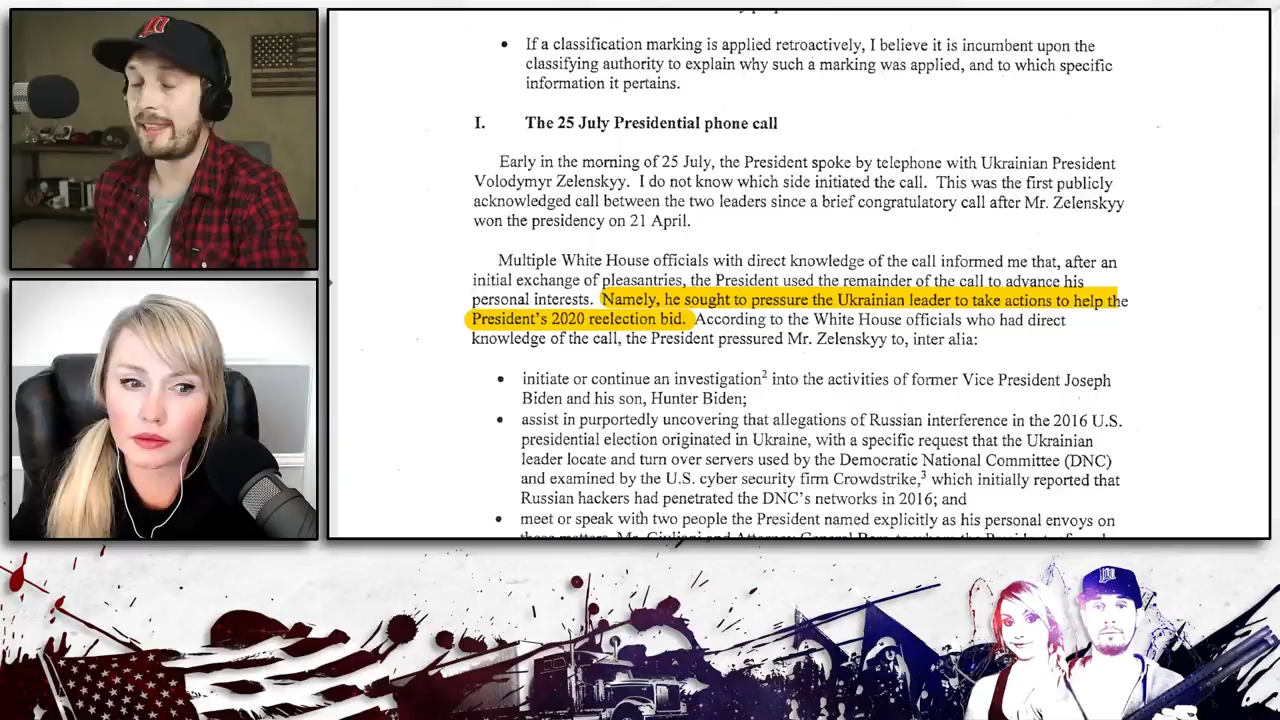 • If a classification marking is applied retroactively, I believe it is incumbent upon the
classifying authority to explain why such a marking was applied, and to which specific
information it pertains.
I. The 25 July Presidential phone call
Early in the morning of 25 July, the President spoke by telephone with Ukrainian President
Volodymyr Zelenskyy. I do not know which side initiated the call. This was the first publicly
acknowledged call between the two leaders since a brief congratulatory call after Mr. Zelenskyy
won the presidency on 21 April.
Multiple White House officials with direct knowledge of the call informed me that, after an
initial exchange of pleasantries, the President used the remainder of the call to advance his
personal interests. Namely, he sought to pressure the Ukrainian leader to take actions to help the
President's 2020 reelection bid. According to the White House officials who had direct
knowledge of the call, the President pressured Mr. Zelenskyy to, inter alia:
• initiate or continue an investigation2 into the activities of former Vice President Joseph
Biden and his son, Hunter Biden;
• assist in purportedly uncovering that allegations of Russian interference in the 2016 U.S.
presidential election originated in Ukraine, with a specific request that the Ukrainian
leader locate and turn over servers used by the Democratic National Committee (DNC)
and examined by the U.S. cyber security firm Crowdstrike,3 which initially reported that
Russian hackers had penetrated the DNC's networks in 2016; and
• meet or speak with two people the President named explicitly as his personal envoys on